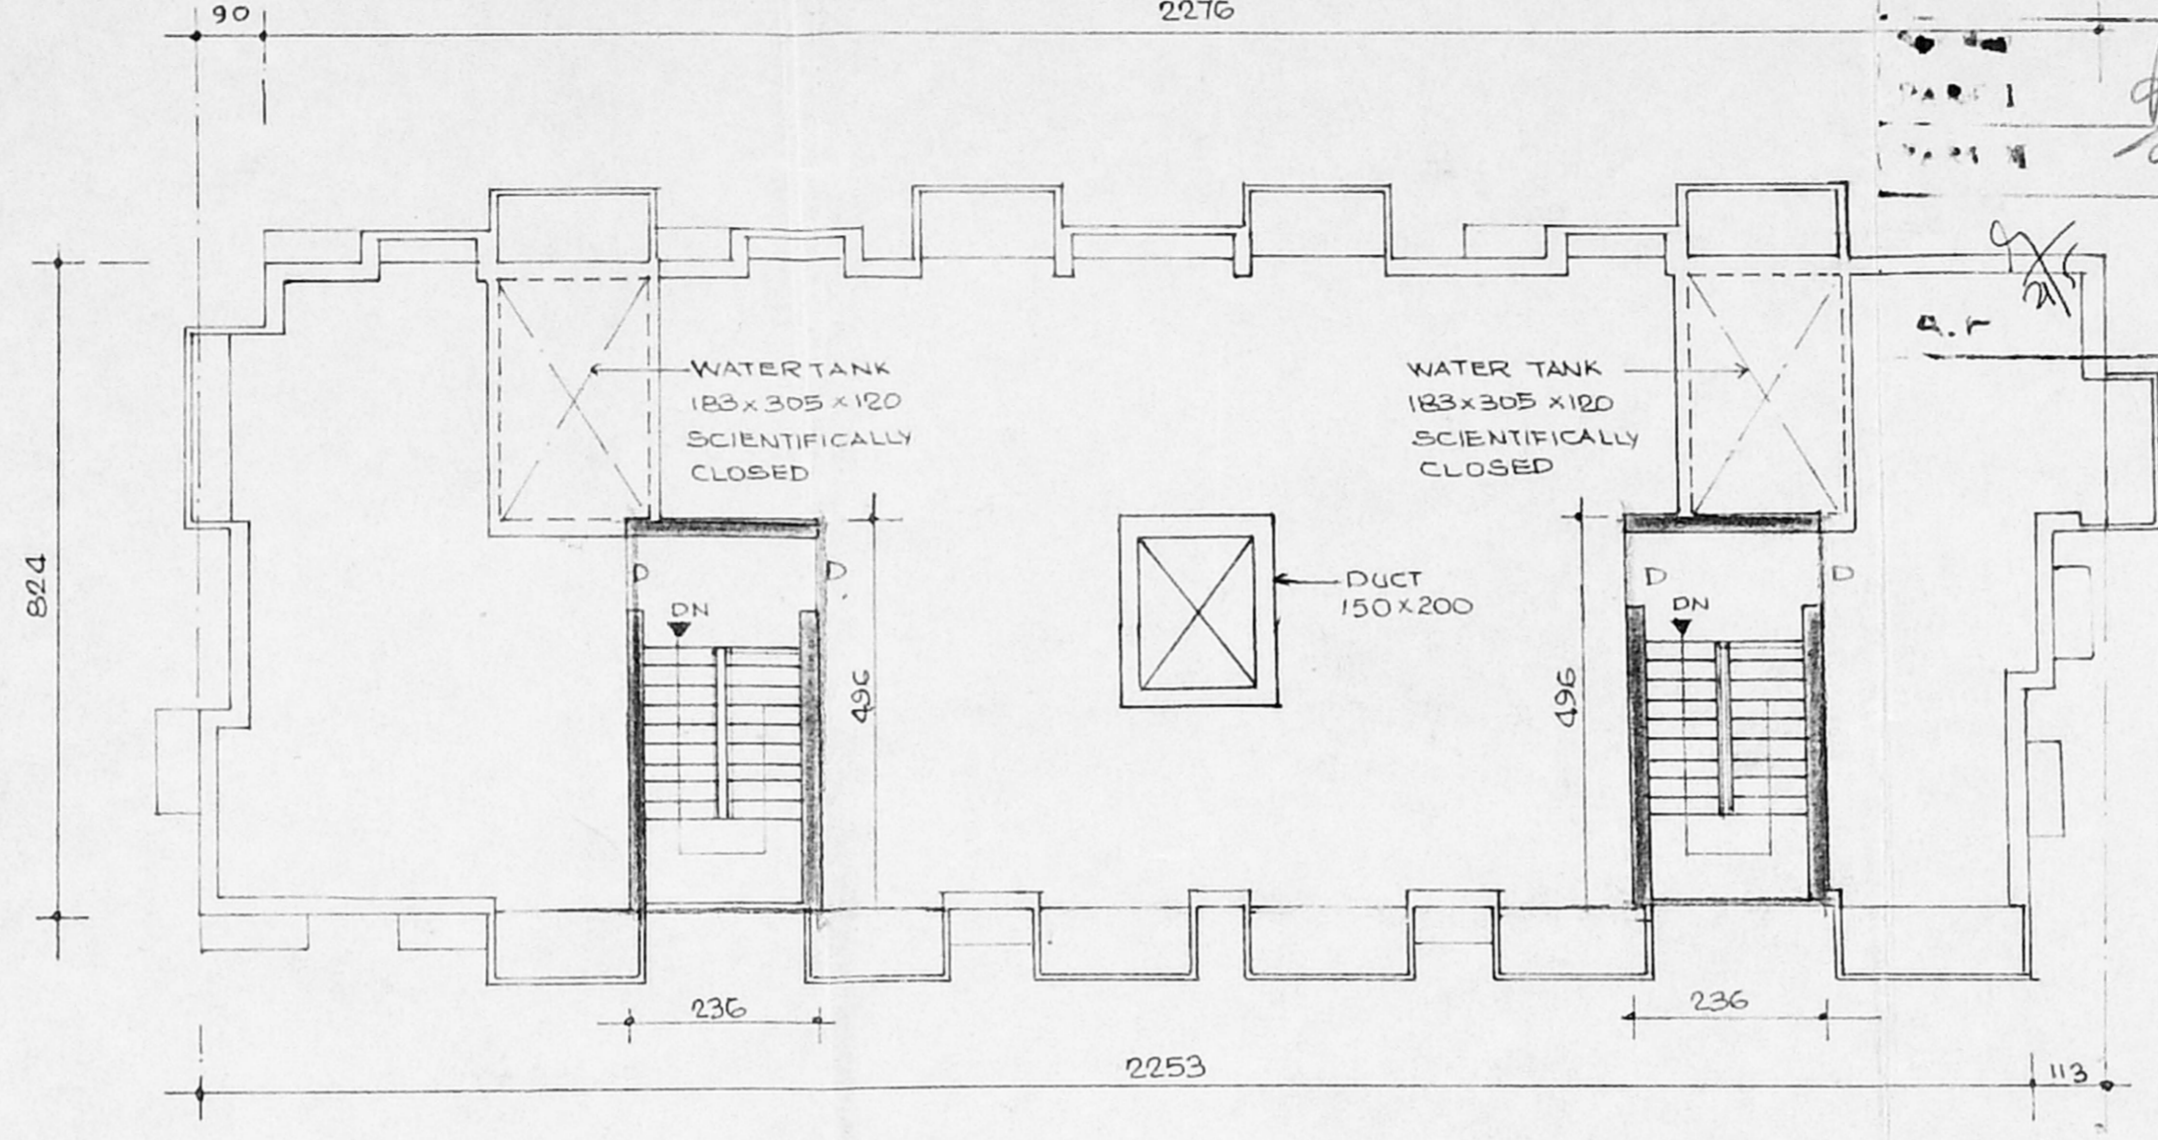 90
2276
PART I
WATER TANK
183x305x120
SCIENTIFICALLY
CLOSED
WATER TANK
183x305x120
SCIENTIFICALLY
CLOSED
824
D
D
DN
496
DUCT
150x200
496
D
D
DN
236
236
2253
113